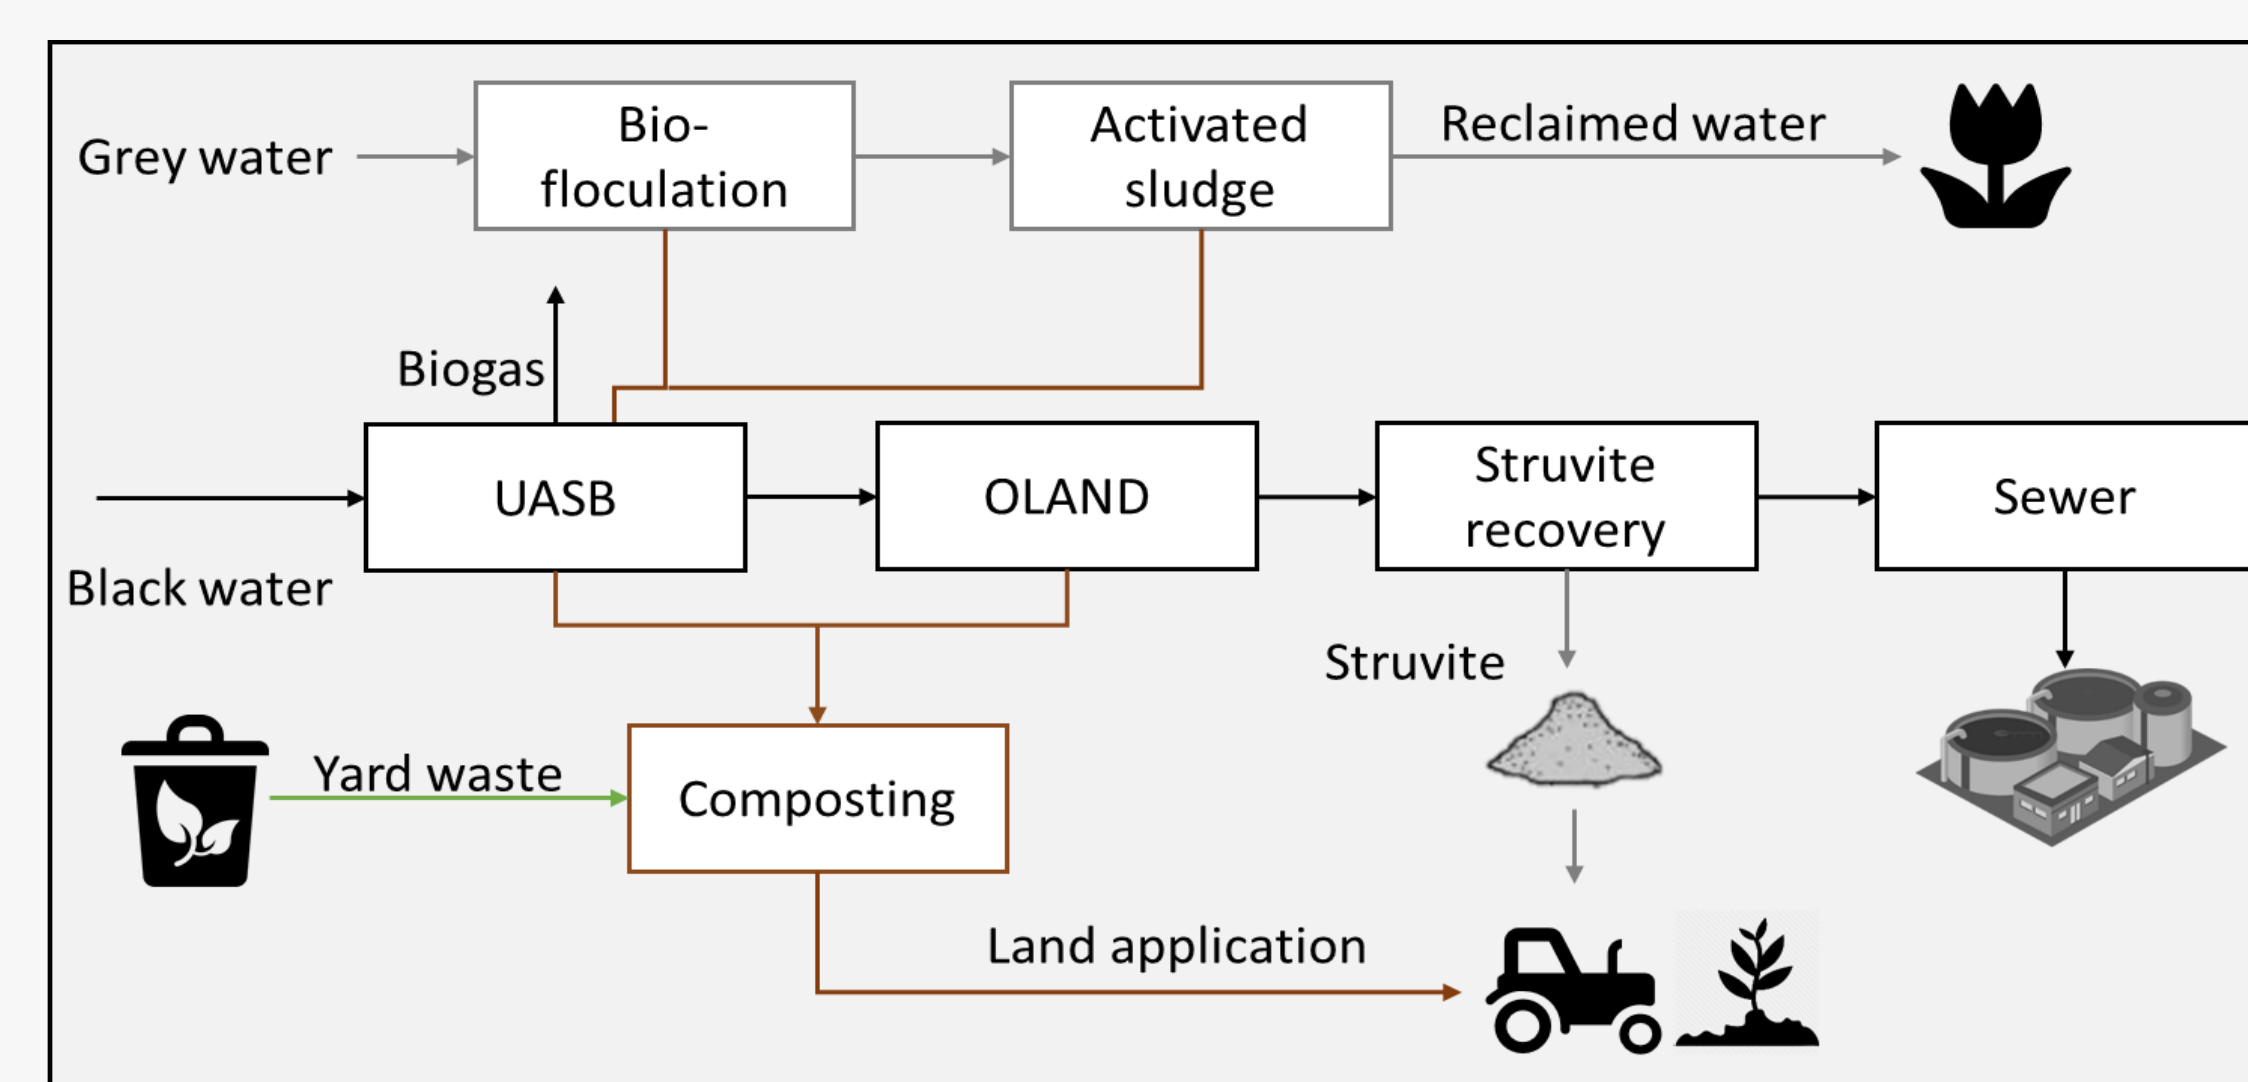 Grey water
Bio-
floculation
Activated
sludge
Reclaimed water
Biogas
Black water
UASB
OLAND
Struvite
recovery
Sewer
Struvite
Yard waste
Composting
Land application